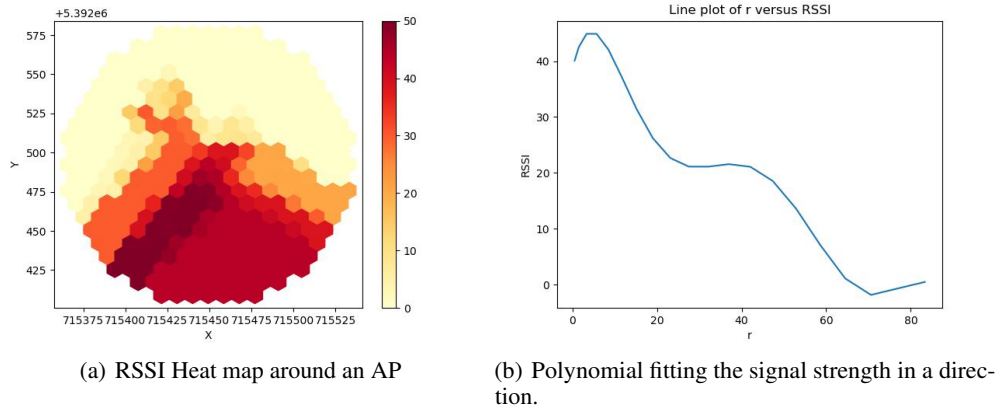 +5.392e6
575
550
525
500
475
450
425
Y
715375 715400 715425 715450 715475 715500 715525
X
50
40
30
20
10
0
(a) RSSI Heat map around an AP
Line plot of r versus RSSI
40
30
20
10
0
RSSI
0 20 40 60 80
r
(b) Polynomial fitting the signal strength in a direc-
tion.